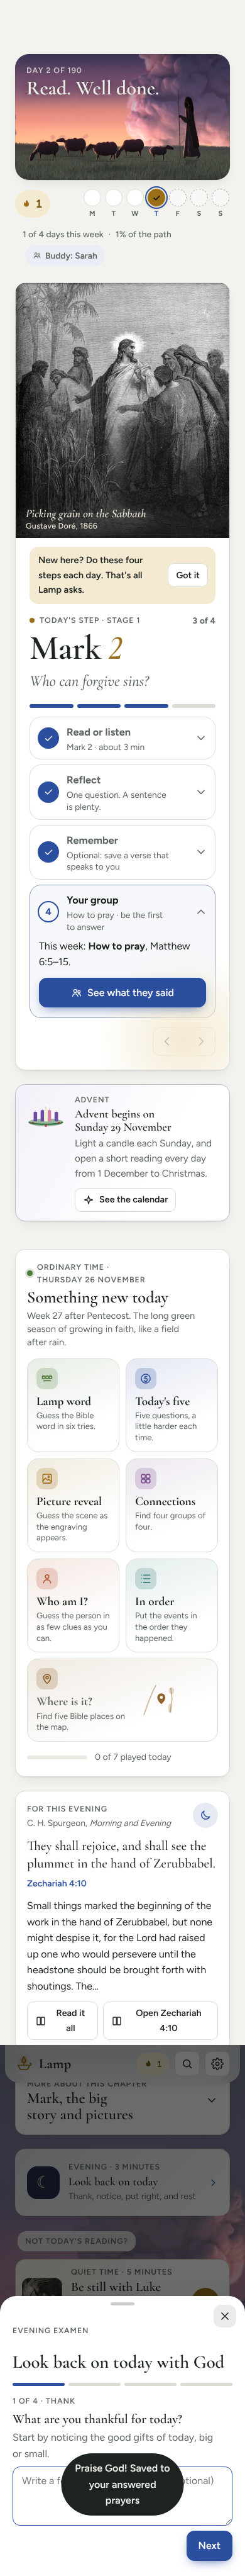 DAY 2 OF 190
Read. Well done.
1
M T W T F S S
1 of 4 days this week · 1% of the path
Buddy: Sarah
Picking grain on the Sabbath
Gustave Doré, 1866
New here? Do these four
steps each day. That's all
Lamp asks.
Got it
TODAY'S STEP · STAGE 1
3 of 4
Mark 2
Who can forgive sins?
Read or listen
Mark 2 · about 3 min
Reflect
One question. A sentence
is plenty.
Remember
Optional: save a verse that
speaks to you
4
Your group
How to pray · be the first
to answer
This week: How to pray, Matthew
6:5–15.
See what they said
ADVENT
Advent begins on
Sunday 29 November
Light a candle each Sunday, and
open a short reading every day
from 1 December to Christmas.
See the calendar
ORDINARY TIME ·
THURSDAY 26 NOVEMBER
Something new today
Week 27 after Pentecost. The long green
season of growing in faith, like a field
after rain.
Lamp word
Guess the Bible
word in six tries.
Today's five
Five questions, a
little harder each
time.
Picture reveal
Guess the scene as
the engraving
appears.
Connections
Find four groups of
four.
Who am I?
Guess the person in
as few clues as you
can.
In order
Put the events in
the order they
happened.
Where is it?
Find five Bible places on
the map.
0 of 7 played today
FOR THIS EVENING
C. H. Spurgeon, Morning and Evening
They shall rejoice, and shall see the
plummet in the hand of Zerubbabel.
Zechariah 4:10
Small things marked the beginning of the
work in the hand of Zerubbabel, but none
might despise it, for the Lord had raised
up one who would persevere until the
headstone should be brought forth with
shoutings. The…
Read it
all
Open Zechariah
4:10
Lamp
1
MORE ABOUT THIS CHAPTER
Mark, the big
story and pictures
EVENING · 3 MINUTES
Look back on today
Thank, notice, put right, and rest
NOT TODAY'S READING?
QUIET TIME · 5 MINUTES
Be still with Luke
EVENING EXAMEN
Look back on today with God
1 OF 4 · THANK
What are you thankful for today?
Start by noticing the good gifts of today, big
or small.
Write a
Praise God! Saved to
your answered
prayers
Next